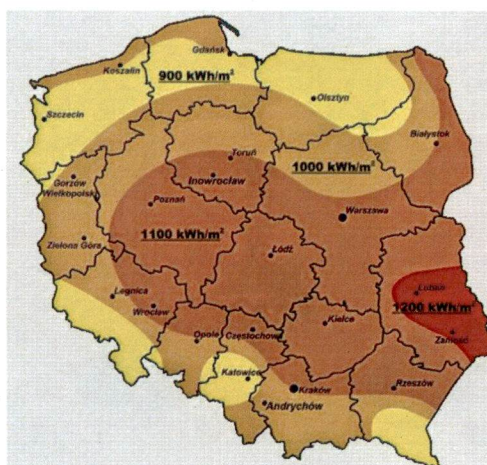 Gdańsk
Koszalin
900 kWh/m²
Olsztyn
Szczecin
Białystok
Toruń
1000 kWh/m²
Gorzów
Wielkopolski
Inowrocław
Poznań
Warszawa
1100 kWh/m²
Zielona Góra
Łódź
Legnica
Lublin
1200 kWh/m²
Wrocław
Kielce
Zamość
Opole
Częstochowa
Katowice
Kraków
Rzeszów
Andrychów